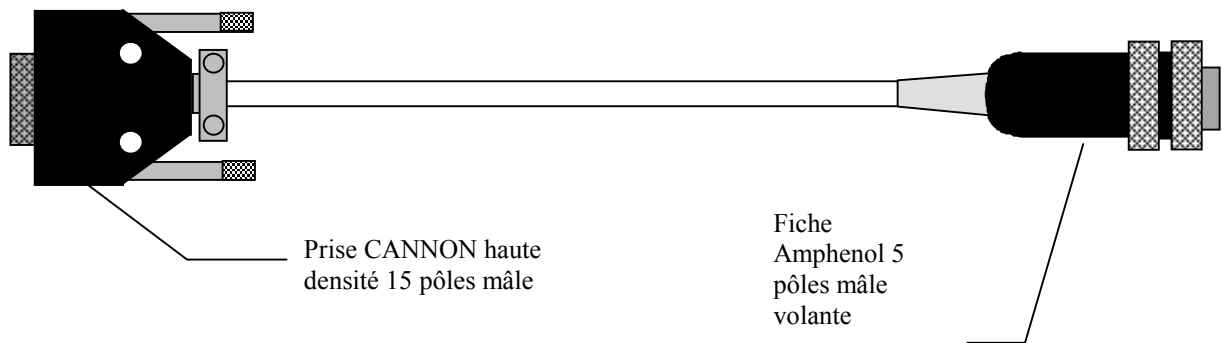 Prise CANNON haute
densité 15 pôles mâle
Fiche
Amphenol 5
pôles mâle
volante